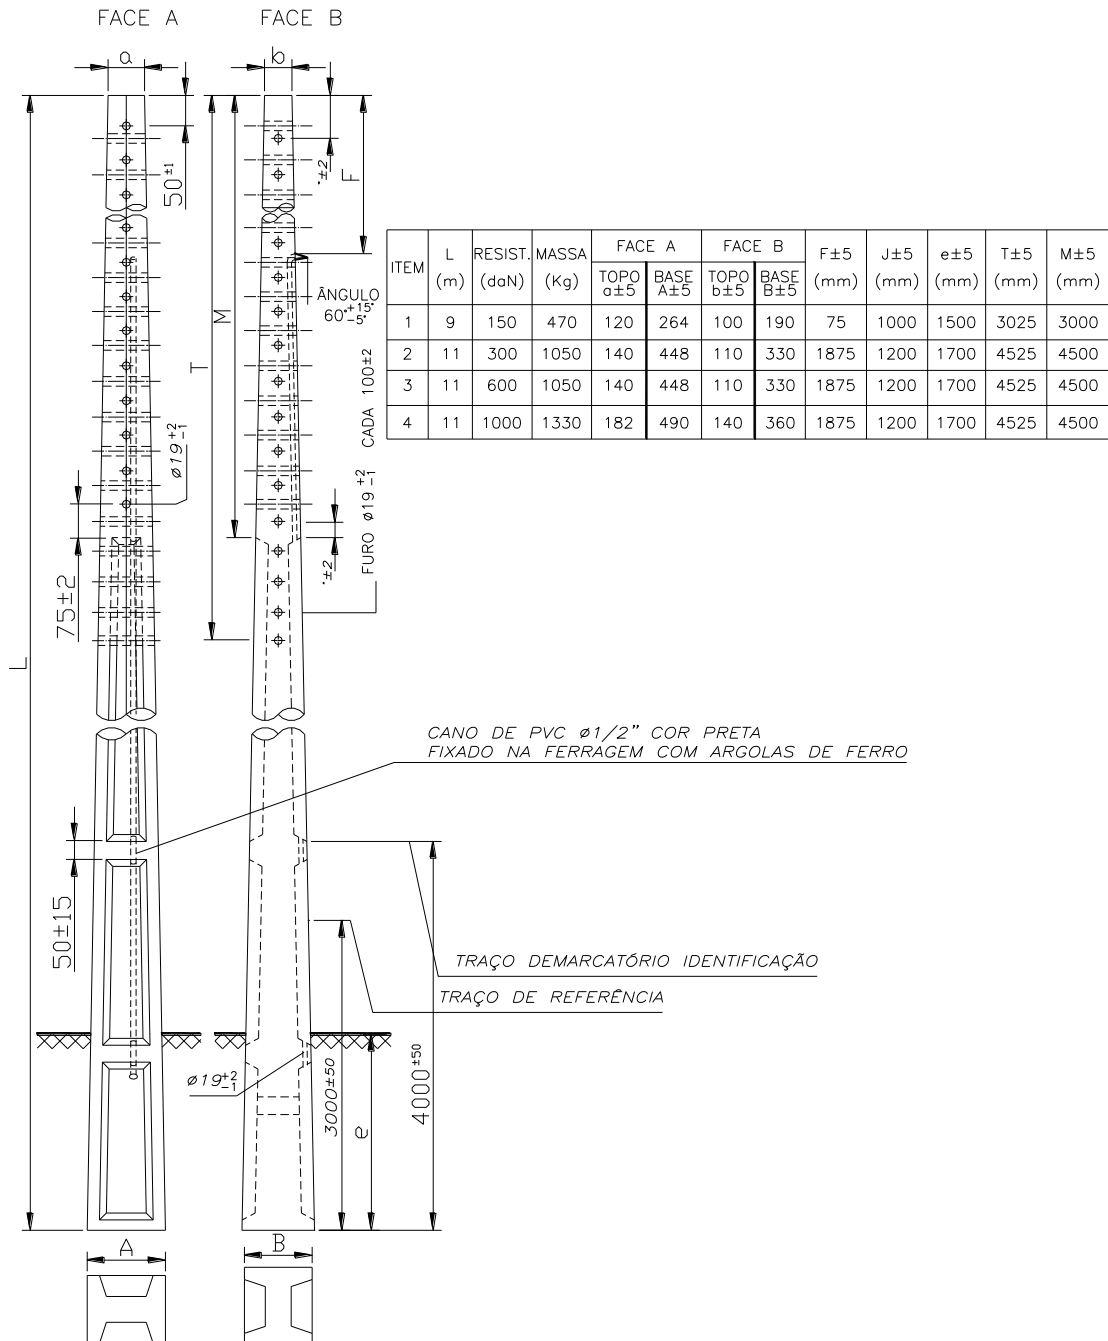 FACE A FACE B
a b
50±1
*±2
F
ITEM L (m) RESIST. (daN) MASSA (Kg) FACE A FACE B F±5 (mm) J±5 (mm) e±5 (mm) T±5 (mm) M±5 (mm)
TOPO a±5 BASE A±5 TOPO b±5 BASE B±5
1 9 150 470 120 264 100 190 75 1000 1500 3025 3000
2 11 300 1050 140 448 110 330 1875 1200 1700 4525 4500
3 11 600 1050 140 448 110 330 1875 1200 1700 4525 4500
4 11 1000 1330 182 490 140 360 1875 1200 1700 4525 4500
ÂNGULO
60°+15°-5°
M
T
ø19+2-1
FURO ø19+2-1 CADA 100±2
*±2
75±2
L
CANO DE PVC ø1/2" COR PRETA
FIXADO NA FERRAGEM COM ARGOLAS DE FERRO
50±15
TRAÇO DEMARCATÓRIO IDENTIFICAÇÃO
TRAÇO DE REFERÊNCIA
ø19+2-1
3000±50
e
4000±50
A B